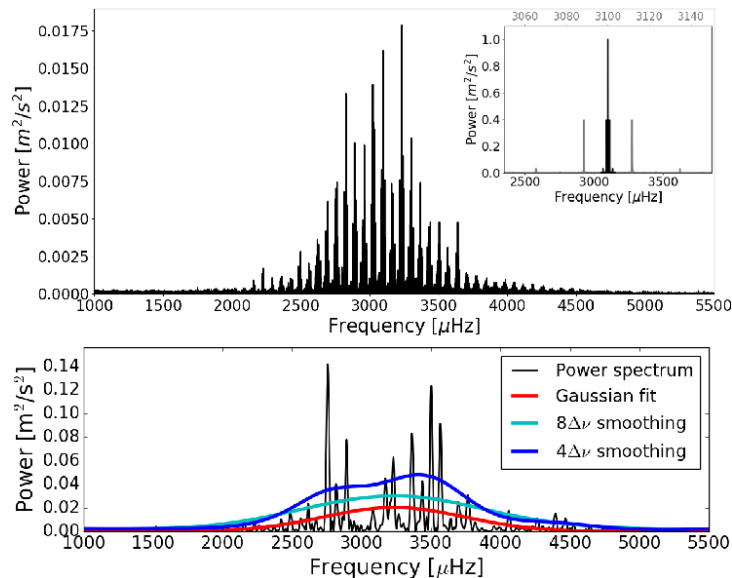 3060 3080 3100 3120 3140
0.0175
0.0150
0.0125
0.0100
0.0075
0.0050
0.0025
0.0000
Power [m²/s²]
1000 1500 2000 2500 3000 3500 4000 4500 5000 5500
Frequency [μHz]
1.0
0.8
0.6
0.4
0.2
0.0
Power [m²/s²]
2500 3000 3500
Frequency [μHz]
0.14
0.12
0.10
0.08
0.06
0.04
0.02
0.00
Power [m²/s²]
Power spectrum
Gaussian fit
8Δν smoothing
4Δν smoothing
1000 1500 2000 2500 3000 3500 4000 4500 5000 5500
Frequency [μHz]